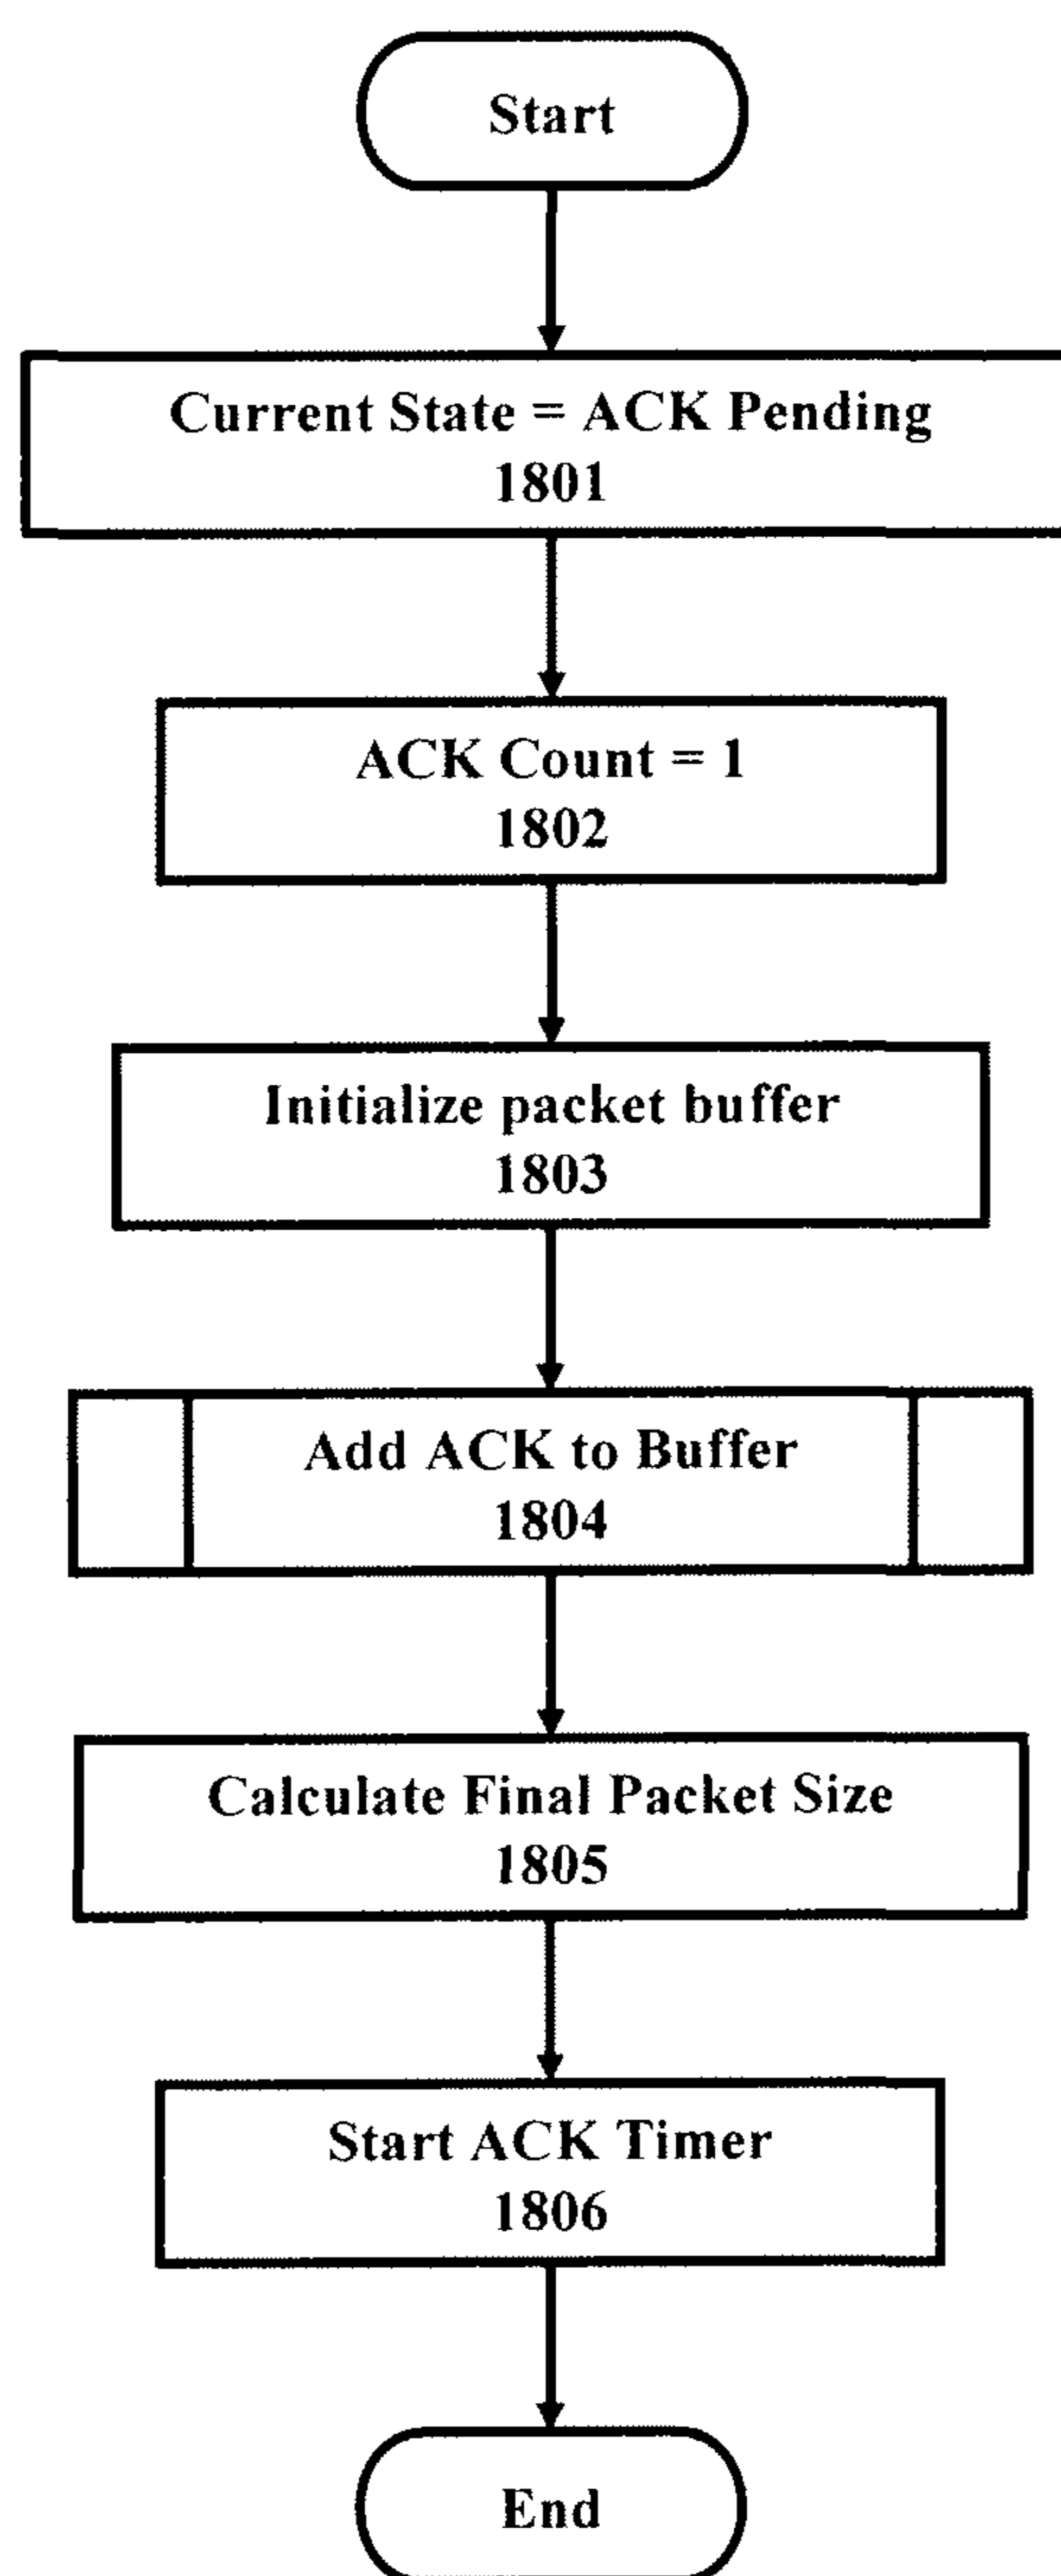 Start
Current State = ACK Pending
1801
ACK Count = 1
1802
Initialize packet buffer
1803
Add ACK to Buffer
1804
Calculate Final Packet Size
1805
Start ACK Timer
1806
End